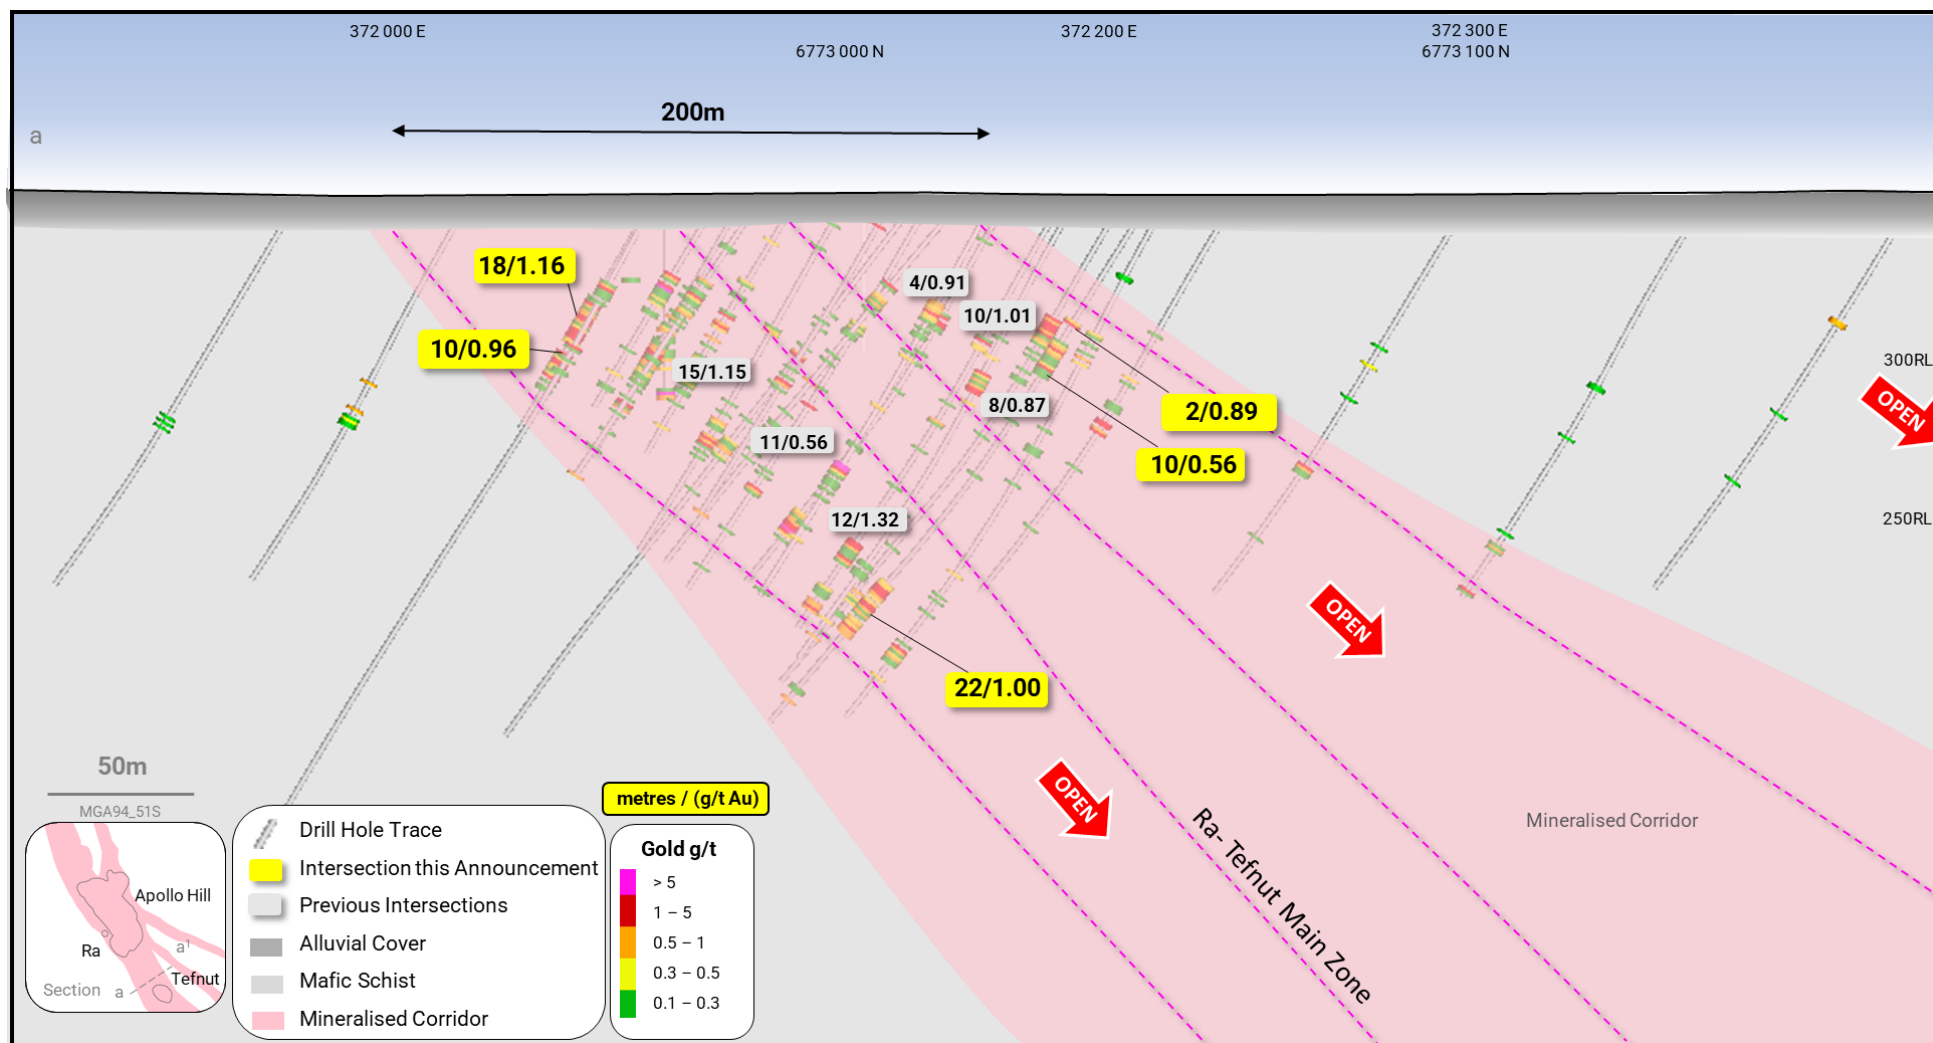 372 000 E
6773 000 N
372 200 E
372 300 E
6773 100 N
200m
a
18/1.16
10/0.96
4/0.91
10/1.01
15/1.15
8/0.87
11/0.56
2/0.89
10/0.56
12/1.32
22/1.00
300RL
250RL
OPEN
OPEN
OPEN
Ra- Tefnut Main Zone
Mineralised Corridor
50m
MGA94_51S
Apollo Hill
Ra
a¹
Tefnut
Section a
Drill Hole Trace
Intersection this Announcement
Previous Intersections
Alluvial Cover
Mafic Schist
Mineralised Corridor
metres / (g/t Au)
Gold g/t
> 5
1 – 5
0.5 – 1
0.3 – 0.5
0.1 – 0.3